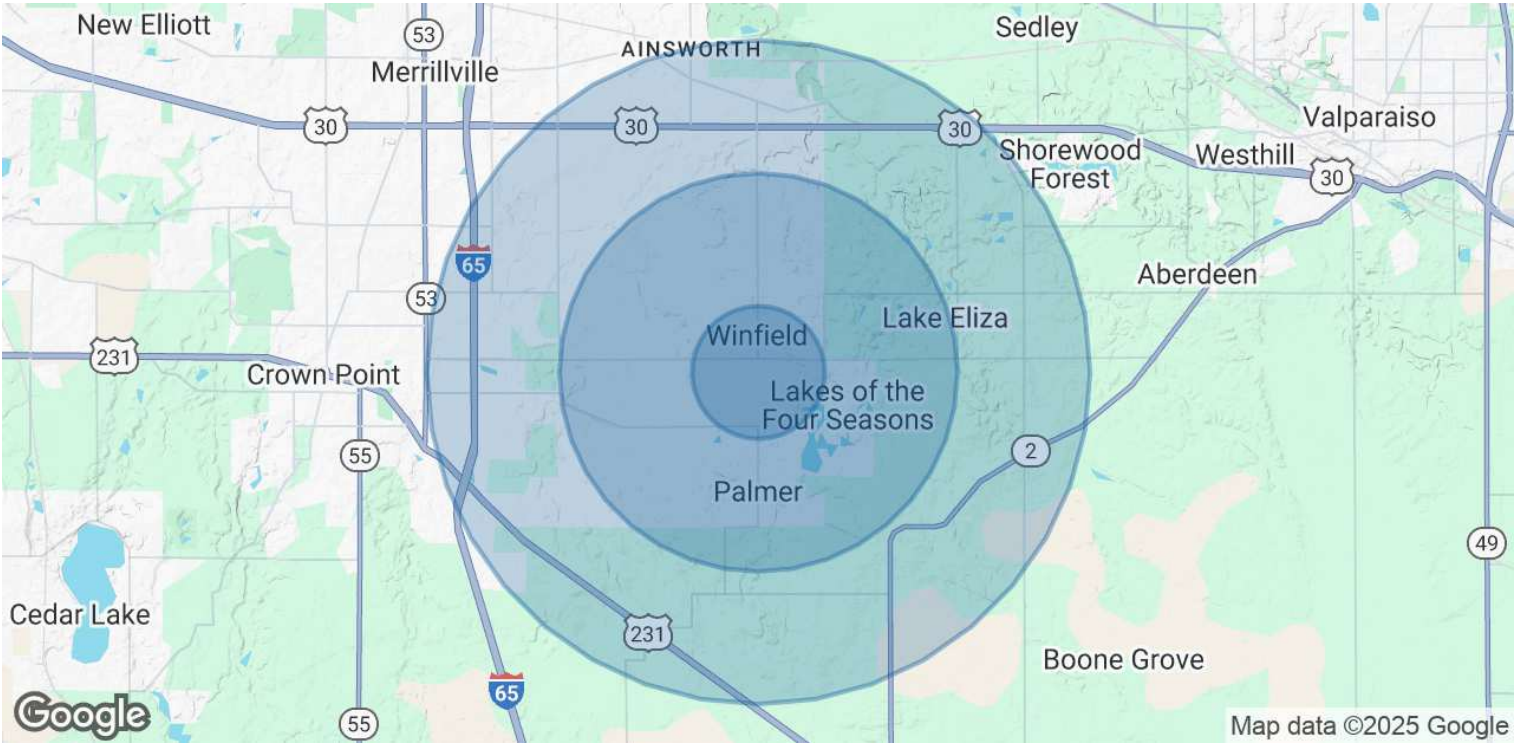 New Elliott
53
AINSWORTH
Sedley
Merrillville
30
30
30
Valparaiso
Shorewood
Forest
Westhill
30
65
Aberdeen
53
Lake Eliza
Winfield
231
Crown Point
Lakes of the
Four Seasons
55
2
Palmer
49
Cedar Lake
231
Boone Grove
65
Google
55
Map data ©2025 Google